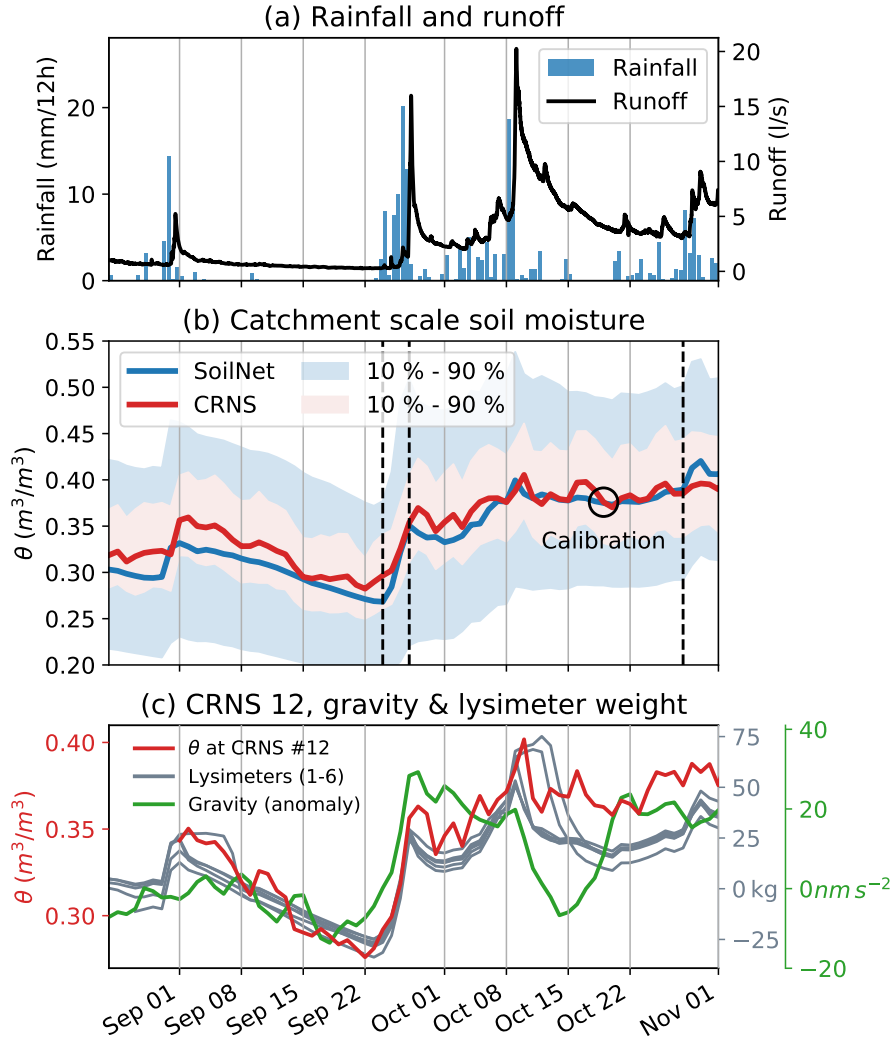 (a) Rainfall and runoff
Rainfall (mm/12h)
20
10
0
Rainfall
Runoff
20
15
10
5
0
Runoff (l/s)
(b) Catchment scale soil moisture
θ (m³/m³)
0.55
0.50
0.45
0.40
0.35
0.30
0.25
0.20
SoilNet 10 % - 90 %
CRNS 10 % - 90 %
Calibration
(c) CRNS 12, gravity & lysimeter weight
θ (m³/m³)
0.40
0.35
0.30
θ at CRNS #12
Lysimeters (1-6)
Gravity (anomaly)
75
50
25
0 kg
−25
40
20
0 nm s⁻²
−20
Sep 01
Sep 08
Sep 15
Sep 22
Oct 01
Oct 08
Oct 15
Oct 22
Nov 01